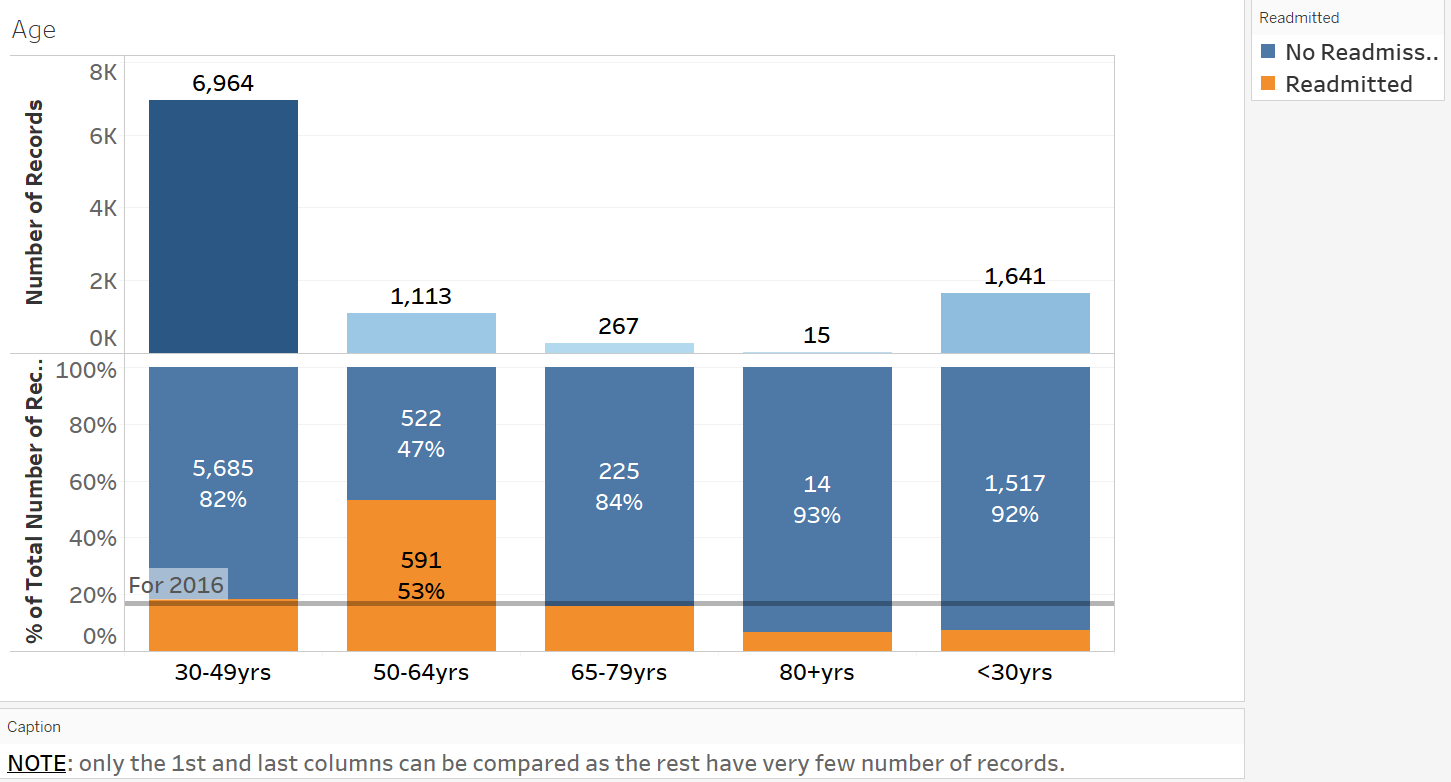 Age
Number of Records
8K
6K
4K
2K
0K
6,964
1,113
267
15
1,641
% of Total Number of Rec..
100%
80%
60%
40%
20%
0%
5,685
82%
522
47%
591
53%
225
84%
14
93%
1,517
92%
For 2016
30-49yrs
50-64yrs
65-79yrs
80+yrs
<30yrs
Readmitted
No Readmiss..
Readmitted
Caption
NOTE: only the 1st and last columns can be compared as the rest have very few number of records.